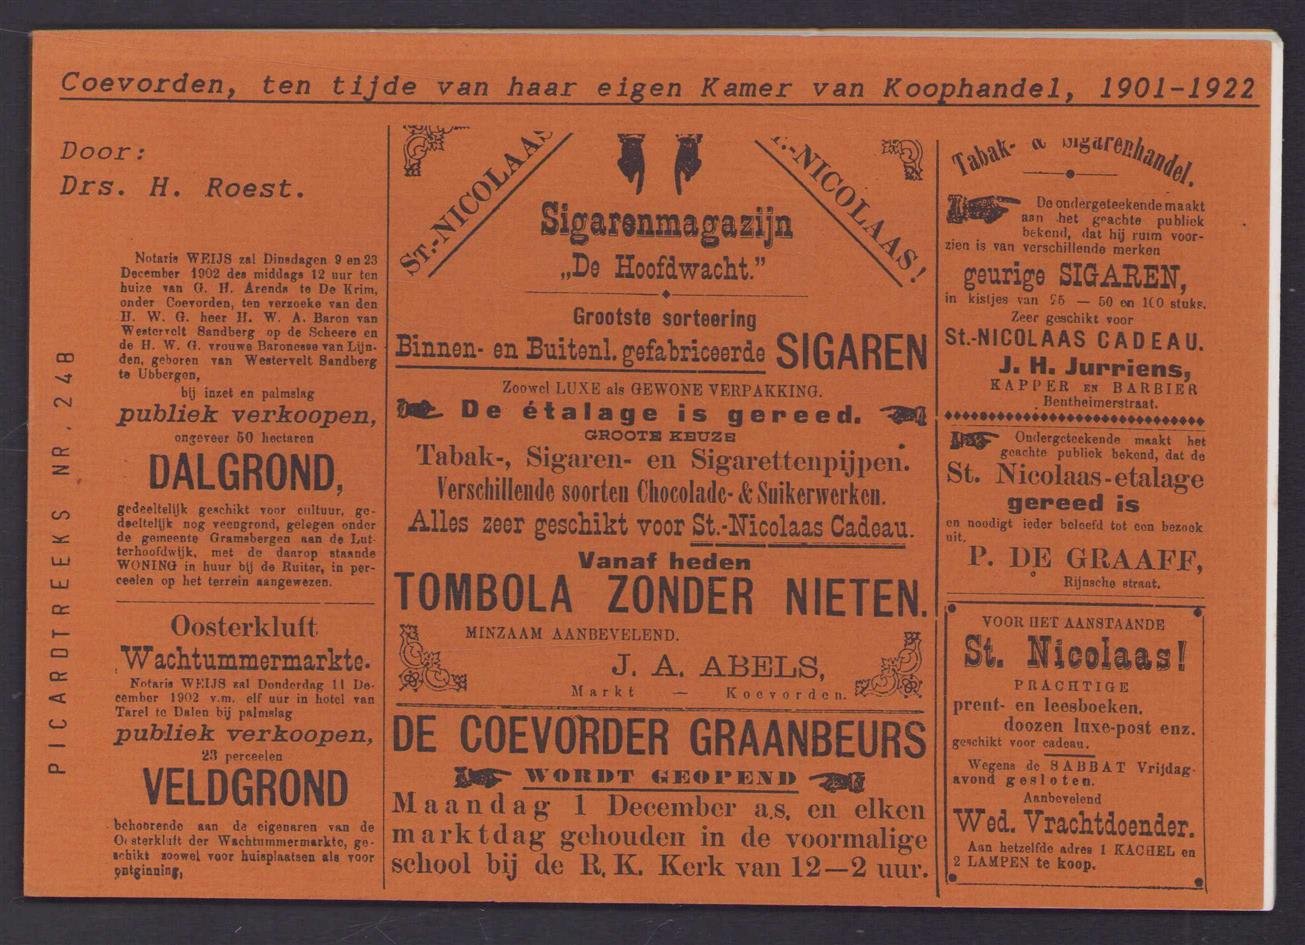 Coevorden, ten tijde van haar eigen Kamer van Koophandel, 1901-1922
Door:
Drs. H. Roest.
PICARDTREEKS NR. 24B
Notaris WEIJS zal Dinsdagen 9 en 23
December 1902 des middags 12 uur ten
huize van G. H. Arends te De Krim,
onder Coevorden, ten verzoeke van den
H. W. G. heer H. W. A. Baron van
Westervelt Sandberg op de Scheere en
de H. W. G. vrouwe Baronesse van Lijn-
den, geboren van Westervelt Sandberg
te Ubbergen,
bij inzet en palmslag
publiek verkoopen,
ongeveer 50 hectaren
DALGROND,
gedeeltelijk geschikt voor cultuur, ge-
deeltelijk nog veengrond, gelegen onder
de gemeente Gramsbergen aan de Lut-
terhoofdwijk, met de daarop staande
WONING in huur bij de Ruiter, in per-
ceelen op het terrein aangewezen.
Oosterkluft
Wachtummermarkte.
Notaris WEIJS zal Donderdag 11 De-
cember 1902 v.m. elf uur in hotel van
Tarel te Dalen bij palmslag
publiek verkoopen,
23 perceelen
VELDGROND
behoorende aan de eigenaren van de
Oosterkluft der Wachtummermarkte, ge-
schikt zoowel voor huisplaatsen als voor
ontginning,
ST.-NICOLAAS
T.-NICOLAAS!
Sigarenmagazijn
„De Hoofdwacht.”
Grootste sorteering
Binnen- en Buitenl. gefabriceerde SIGAREN
Zoowel LUXE als GEWONE VERPAKKING.
De étalage is gereed.
GROOTE KEUZE
Tabak-, Sigaren- en Sigarettenpijpen.
Verschillende soorten Chocolade- & Suikerwerken.
Alles zeer geschikt voor St.-Nicolaas Cadeau.
Vanaf heden
TOMBOLA ZONDER NIETEN.
MINZAAM AANBEVELEND.
J. A. ABELS,
Markt — Koevorden.
DE COEVORDER GRAANBEURS
WORDT GEOPEND
Maandag 1 December a.s. en elken
marktdag gehouden in de voormalige
school bij de R. K. Kerk van 12—2 uur.
Tabak- & Sigarenhandel.
De ondergeteekende maakt
aan het geachte publiek
bekend, dat hij ruim voor-
zien is van verschillende merken
geurige SIGAREN,
in kistjes van 25 — 50 en 100 stuks.
Zeer geschikt voor
St.-NICOLAAS CADEAU.
J. H. Jurriens,
KAPPER EN BARBIER
Bentheimerstraat.
Ondergeteekende maakt het
geachte publiek bekend, dat de
St. Nicolaas-etalage
gereed is
en noodigt ieder beleefd tot een bezoek
uit.
P. DE GRAAFF,
Rijnsche straat.
VOOR HET AANSTAANDE
St. Nicolaas!
PRACHTIGE
prent- en leesboeken,
doozen luxe-post enz.
geschikt voor cadeau.
Wegens de SABBAT Vrijdag-
avond gesloten.
Aanbevelend
Wed. Vrachtdoender.
Aan hetzelfde adres 1 KACHEL en
2 LAMPEN te koop.